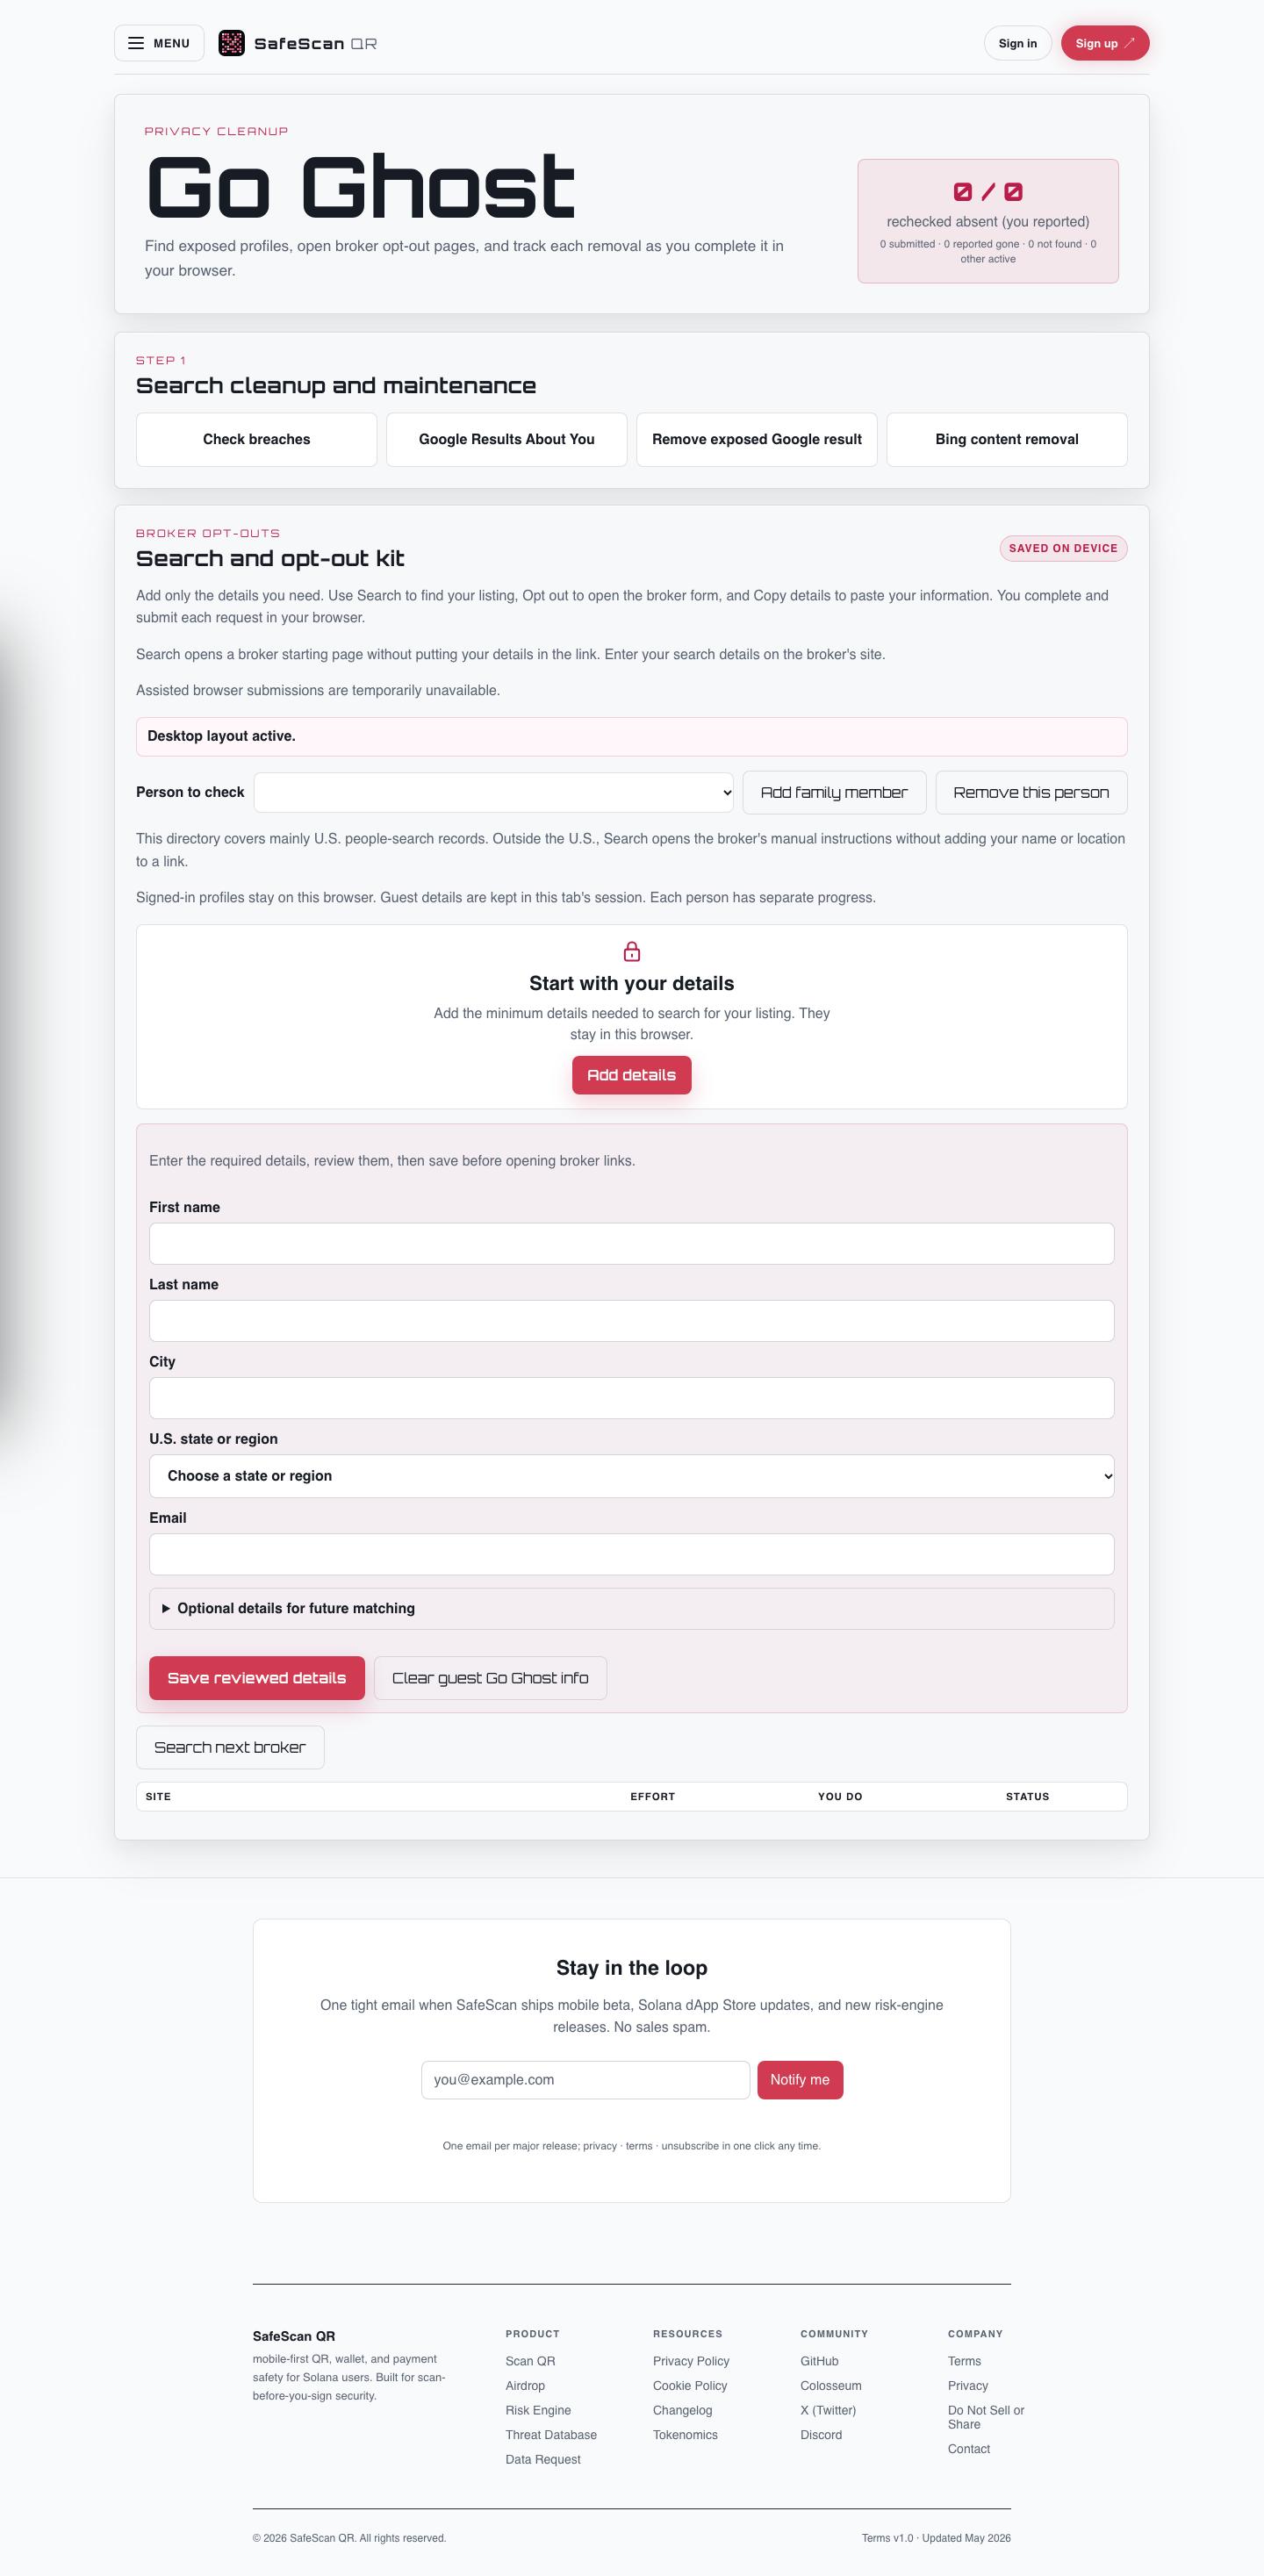 MENU
SafeScan QR
Sign in
Sign up ↗
PRIVACY CLEANUP
Go Ghost
Find exposed profiles, open broker opt-out pages, and track each removal as you complete it in
your browser.
0 / 0
rechecked absent (you reported)
0 submitted · 0 reported gone · 0 not found · 0
other active
STEP 1
Search cleanup and maintenance
Check breaches
Google Results About You
Remove exposed Google result
Bing content removal
BROKER OPT-OUTS
Search and opt-out kit
SAVED ON DEVICE
Add only the details you need. Use Search to find your listing, Opt out to open the broker form, and Copy details to paste your information. You complete and
submit each request in your browser.
Search opens a broker starting page without putting your details in the link. Enter your search details on the broker's site.
Assisted browser submissions are temporarily unavailable.
Desktop layout active.
Person to check
Add family member
Remove this person
This directory covers mainly U.S. people-search records. Outside the U.S., Search opens the broker's manual instructions without adding your name or location
to a link.
Signed-in profiles stay on this browser. Guest details are kept in this tab's session. Each person has separate progress.
Start with your details
Add the minimum details needed to search for your listing. They
stay in this browser.
Add details
Enter the required details, review them, then save before opening broker links.
First name
Last name
City
U.S. state or region
Choose a state or region
Email
Optional details for future matching
Save reviewed details
Clear guest Go Ghost info
Search next broker
SITE
EFFORT
YOU DO
STATUS
Stay in the loop
One tight email when SafeScan ships mobile beta, Solana dApp Store updates, and new risk-engine
releases. No sales spam.
you@example.com
Notify me
One email per major release; privacy · terms · unsubscribe in one click any time.
SafeScan QR
mobile-first QR, wallet, and payment
safety for Solana users. Built for scan-
before-you-sign security.
PRODUCT
Scan QR
Airdrop
Risk Engine
Threat Database
Data Request
RESOURCES
Privacy Policy
Cookie Policy
Changelog
Tokenomics
COMMUNITY
GitHub
Colosseum
X (Twitter)
Discord
COMPANY
Terms
Privacy
Do Not Sell or
Share
Contact
© 2026 SafeScan QR. All rights reserved.
Terms v1.0 · Updated May 2026